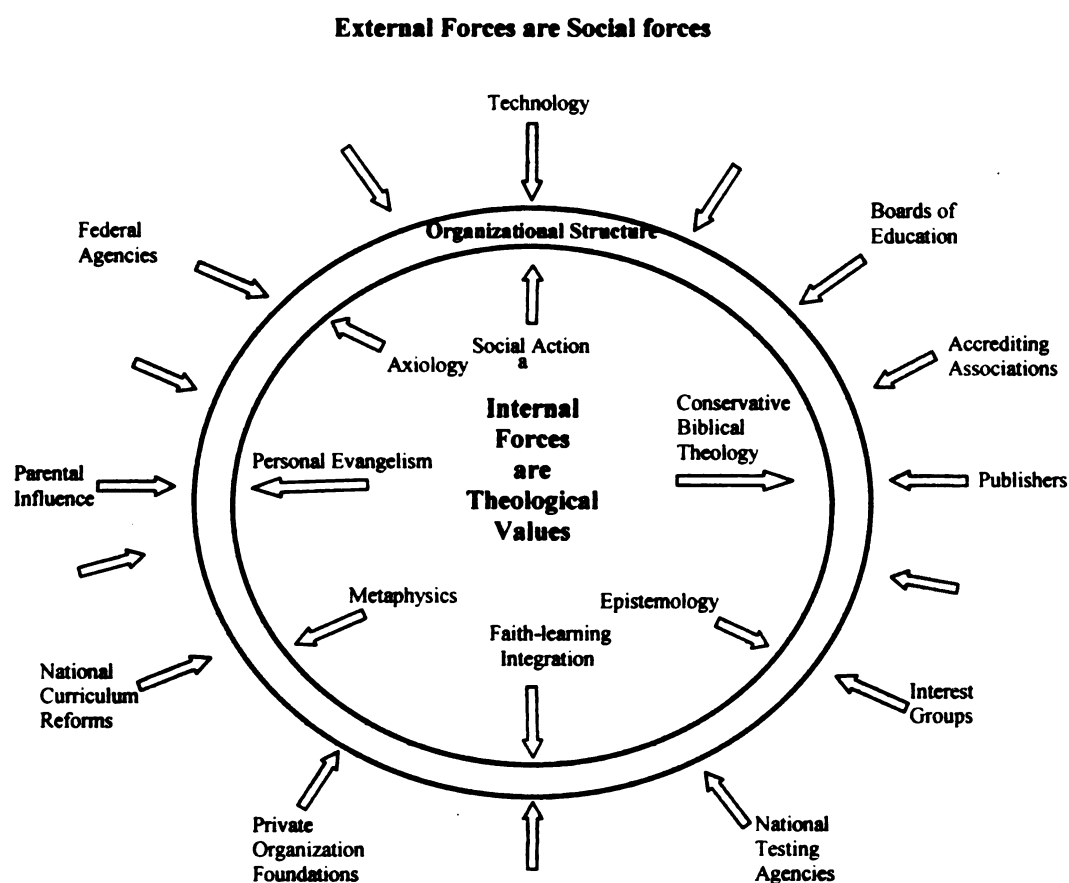 External Forces are Social forces
Technology
Federal
Agencies
Boards of
Education
Organizational Structure
Social Action
a
Axiology
Accrediting
Associations
Internal
Forces
are
Theological
Values
Conservative
Biblical
Theology
Personal Evangelism
Parental
Influence
Publishers
Metaphysics
Epistemology
Faith-learning
Integration
National
Curriculum
Reforms
Interest
Groups
Private
Organization
Foundations
National
Testing
Agencies